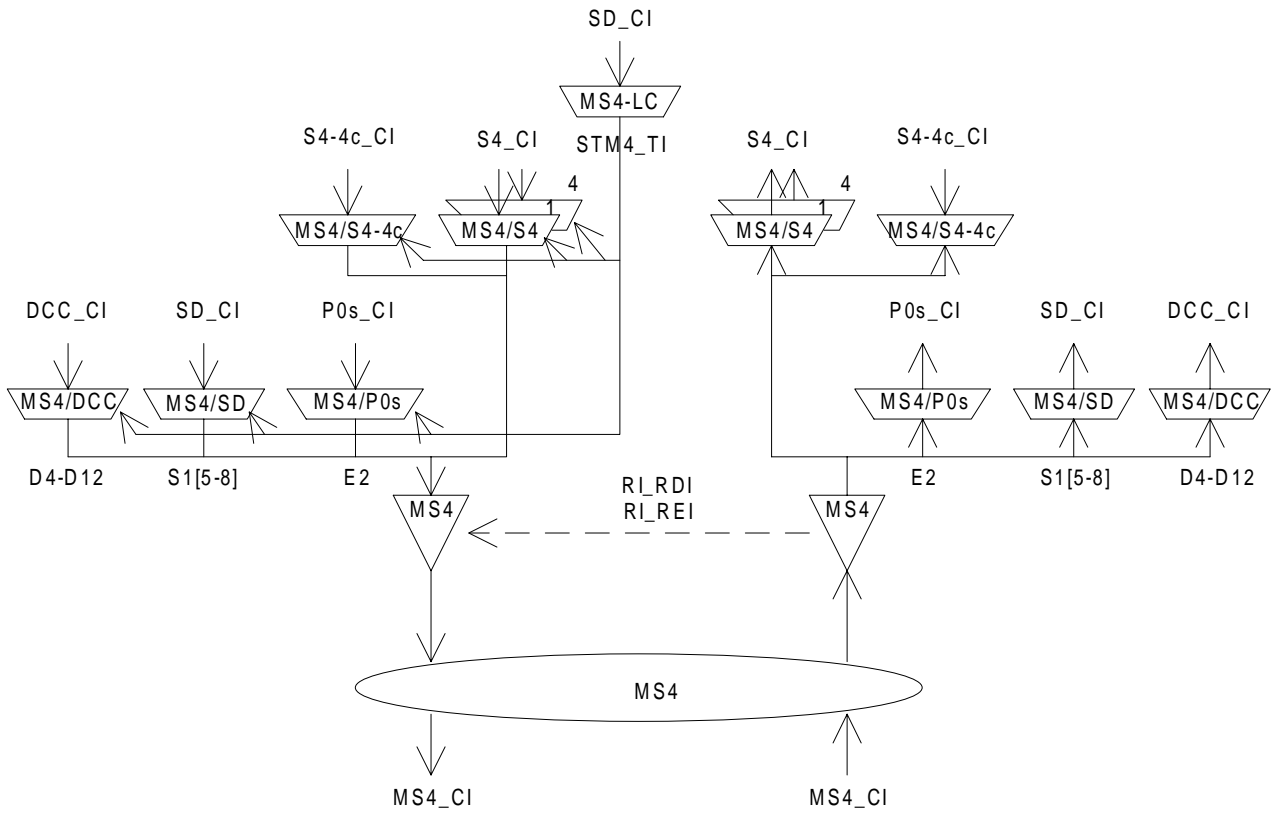 SD_CI
MS4-LC
S4-4c_CI S4_CI STM4_TI S4_CI S4-4c_CI
4 4
1 1
MS4/S4-4c MS4/S4 MS4/S4 MS4/S4-4c
DCC_CI SD_CI P0s_CI P0s_CI SD_CI DCC_CI
MS4/DCC MS4/SD MS4/P0s MS4/P0s MS4/SD MS4/DCC
D4-D12 S1[5-8] E2 E2 S1[5-8] D4-D12
RI_RDI
MS4 RI_REI MS4
MS4
MS4_CI MS4_CI